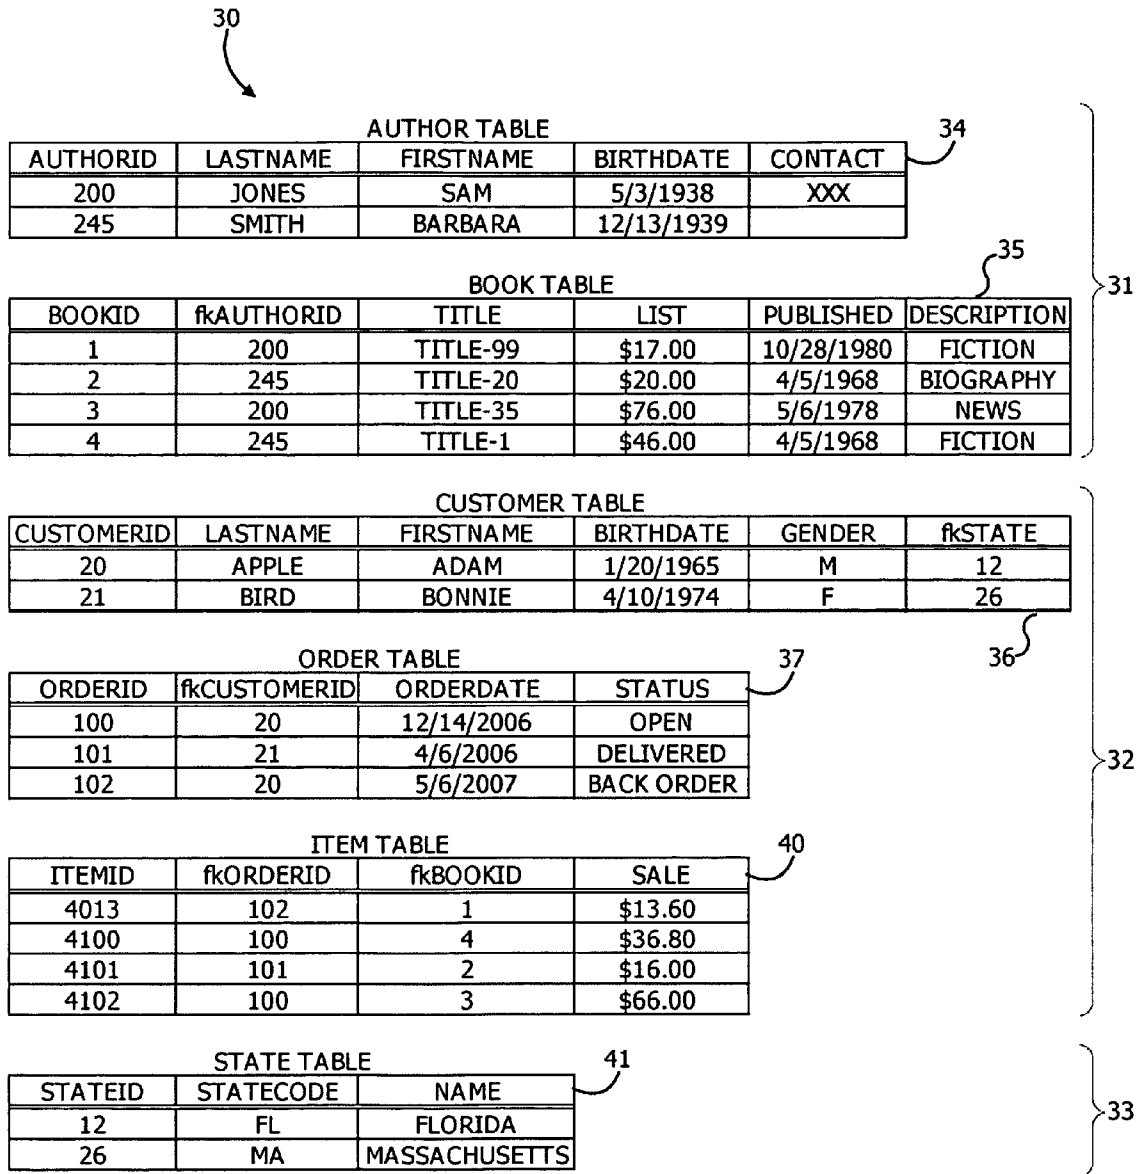 30
AUTHOR TABLE 34
AUTHORID LASTNAME FIRSTNAME BIRTHDATE CONTACT
200 JONES SAM 5/3/1938 XXX
245 SMITH BARBARA 12/13/1939
35
BOOK TABLE 31
BOOKID fkAUTHORID TITLE LIST PUBLISHED DESCRIPTION
1 200 TITLE-99 $17.00 10/28/1980 FICTION
2 245 TITLE-20 $20.00 4/5/1968 BIOGRAPHY
3 200 TITLE-35 $76.00 5/6/1978 NEWS
4 245 TITLE-1 $46.00 4/5/1968 FICTION
CUSTOMER TABLE
CUSTOMERID LASTNAME FIRSTNAME BIRTHDATE GENDER fkSTATE
20 APPLE ADAM 1/20/1965 M 12
21 BIRD BONNIE 4/10/1974 F 26
ORDER TABLE 37 36
ORDERID fkCUSTOMERID ORDERDATE STATUS
100 20 12/14/2006 OPEN
101 21 4/6/2006 DELIVERED 32
102 20 5/6/2007 BACK ORDER
ITEM TABLE 40
ITEMID fkORDERID fkBOOKID SALE
4013 102 1 $13.60
4100 100 4 $36.80
4101 101 2 $16.00
4102 100 3 $66.00
STATE TABLE 41
STATEID STATECODE NAME
12 FL FLORIDA 33
26 MA MASSACHUSETTS